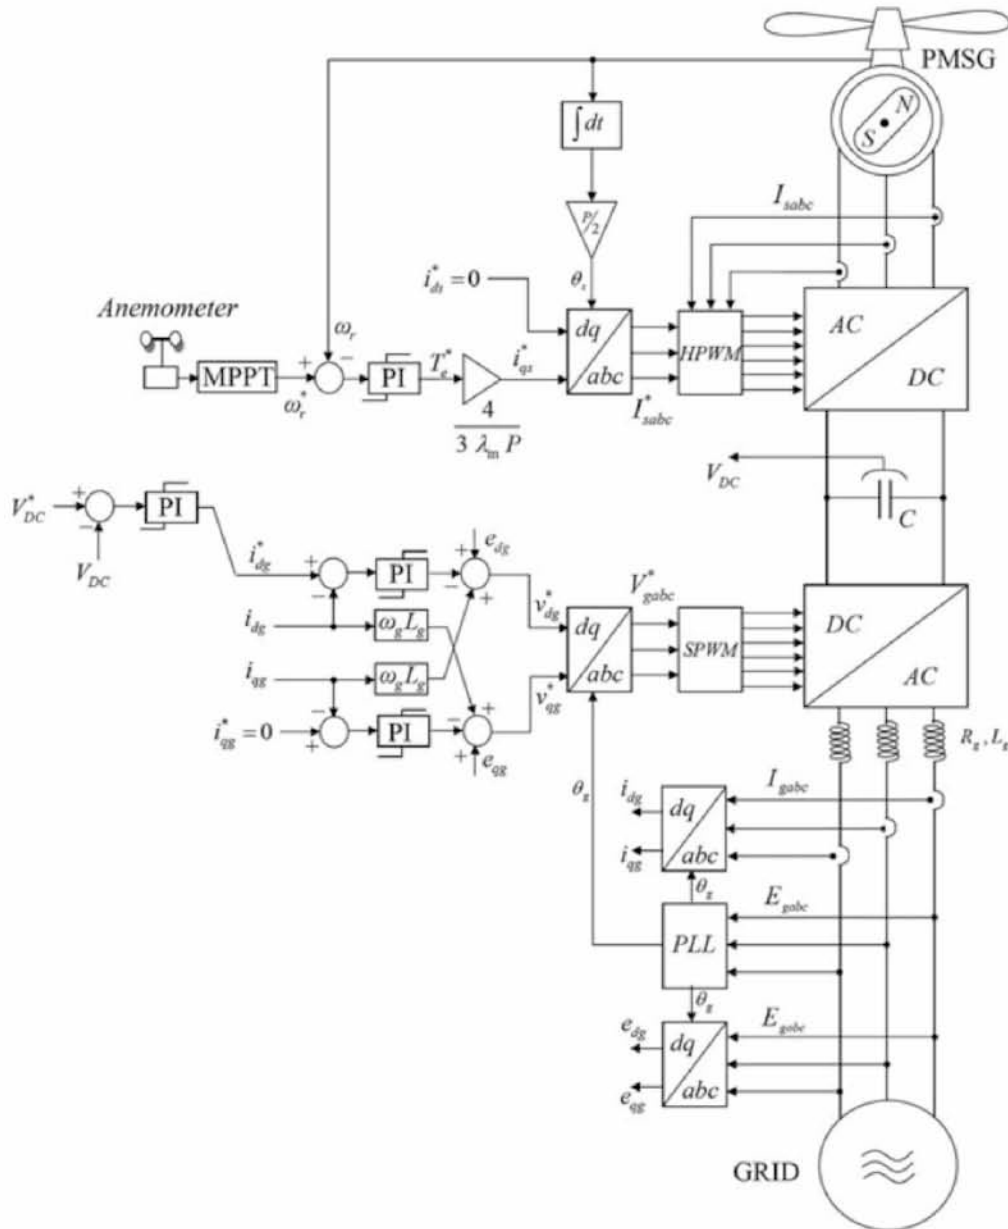 PMSG
N
S
∫dt
P/2
I_sabc
i*_ds = 0
θ_s
Anemometer
ω_r
+
−
MPPT
ω*_r
PI
T*_e
i*_qs
4
3 λ_m P
dq
abc
HPWM
I*_sabc
AC
DC
V_DC
C
V*_DC
+
−
PI
V_DC
i*_dg
+
−
PI
+
−
+
e_dg
i_dg
ω_g L_g
i_qg
ω_g L_g
i*_qg = 0
−
+
PI
−
+
+
e_qg
v*_dg
v*_qg
dq
abc
V*_gabc
SPWM
DC
AC
R_g , L_g
θ_g
i_dg
i_qg
dq
abc
I_gabc
θ_g
PLL
E_gabc
θ_g
e_dg
e_qg
dq
abc
E_gabc
GRID